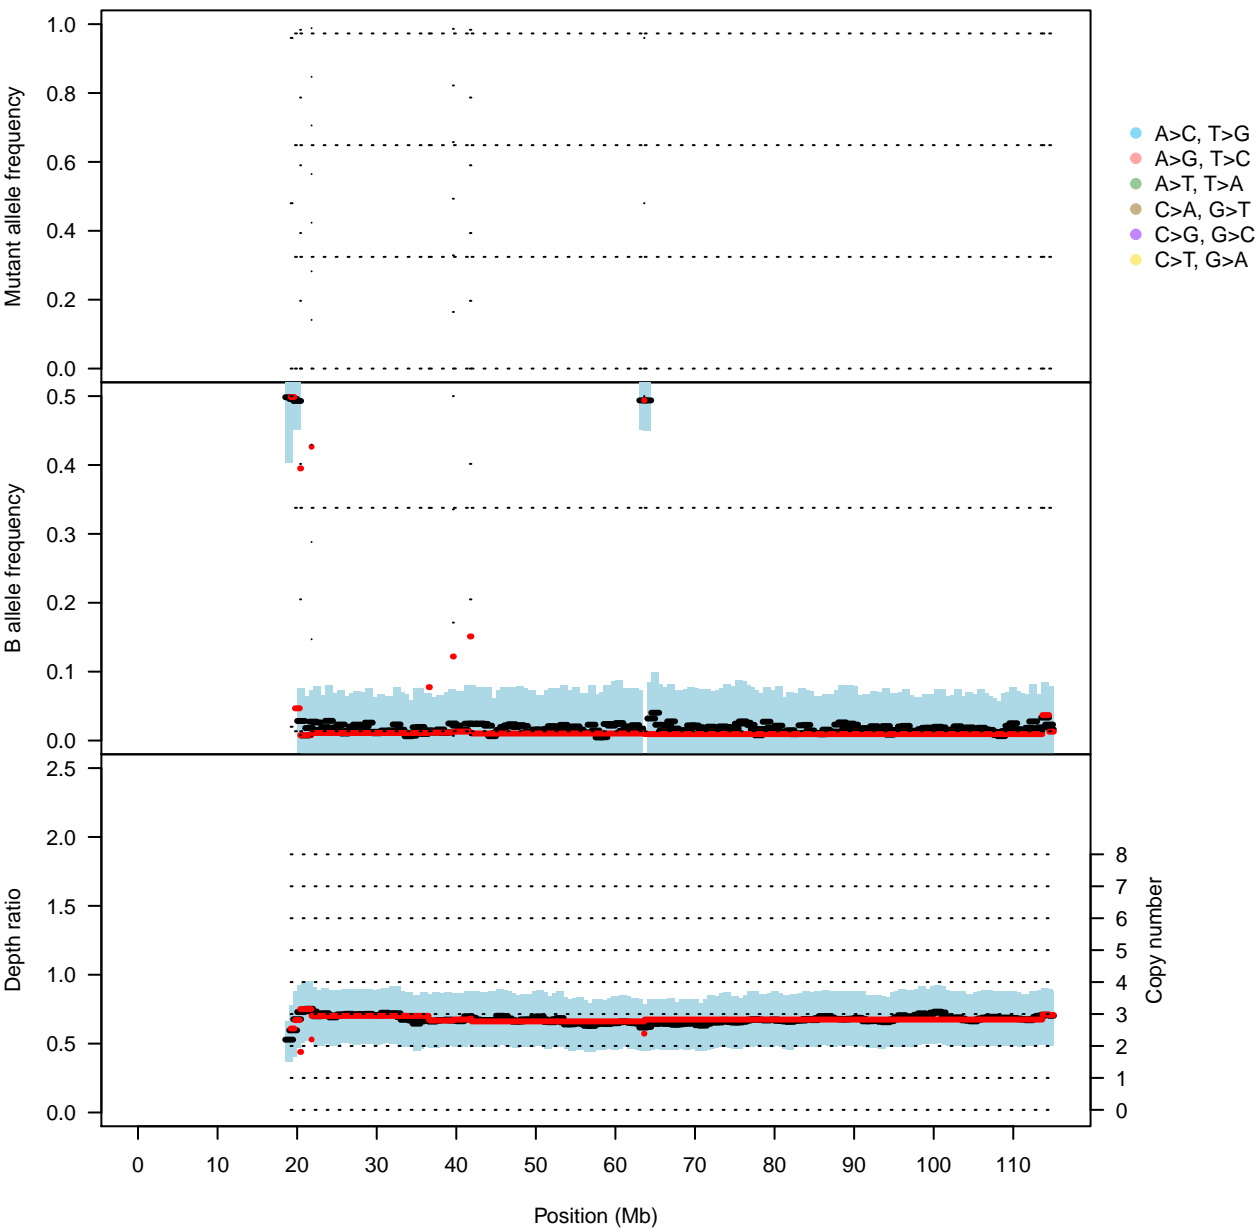 Mutant allele frequency
1.0
0.8
0.6
0.4
0.2
0.0
A>C, T>G
A>G, T>C
A>T, T>A
C>A, G>T
C>G, G>C
C>T, G>A
B allele frequency
0.5
0.4
0.3
0.2
0.1
0.0
Depth ratio
2.5
2.0
1.5
1.0
0.5
0.0
8
7
6
5
4
3
2
1
0
Copy number
0 10 20 30 40 50 60 70 80 90 100 110
Position (Mb)